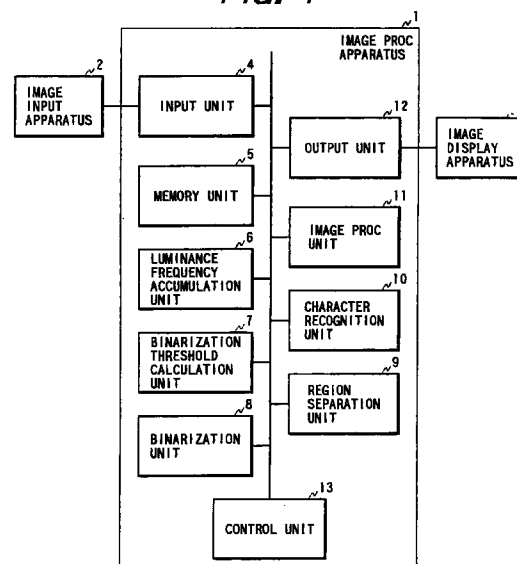 1
IMAGE PROC
APPARATUS
2
IMAGE
INPUT
APPARATUS
4
INPUT UNIT
12
OUTPUT UNIT
IMAGE
DISPLAY
APPARATUS
5
MEMORY UNIT
11
IMAGE PROC
UNIT
6
LUMINANCE
FREQUENCY
ACCUMULATION
UNIT
10
CHARACTER
RECOGNITION
UNIT
7
BINARIZATION
THRESHOLD
CALCULATION
UNIT
9
REGION
SEPARATION
UNIT
8
BINARIZATION
UNIT
13
CONTROL UNIT